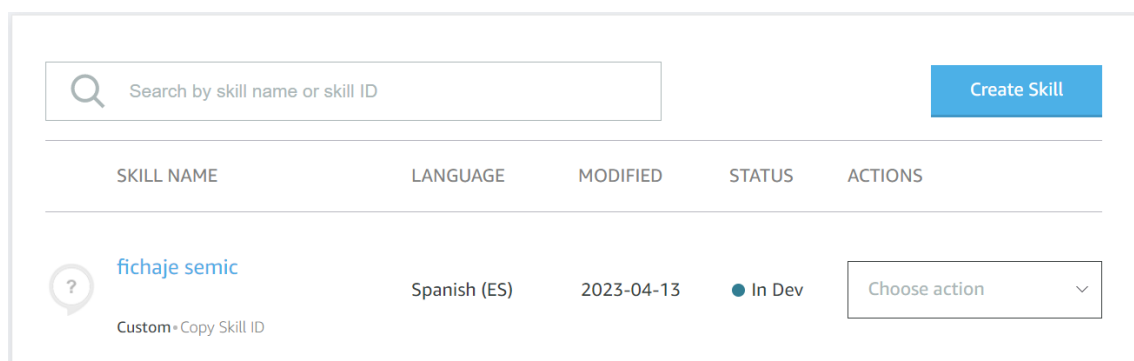 Search by skill name or skill ID
Create Skill
SKILL NAME LANGUAGE MODIFIED STATUS ACTIONS
fichaje semic
?
Spanish (ES) 2023-04-13 In Dev Choose action
Custom • Copy Skill ID